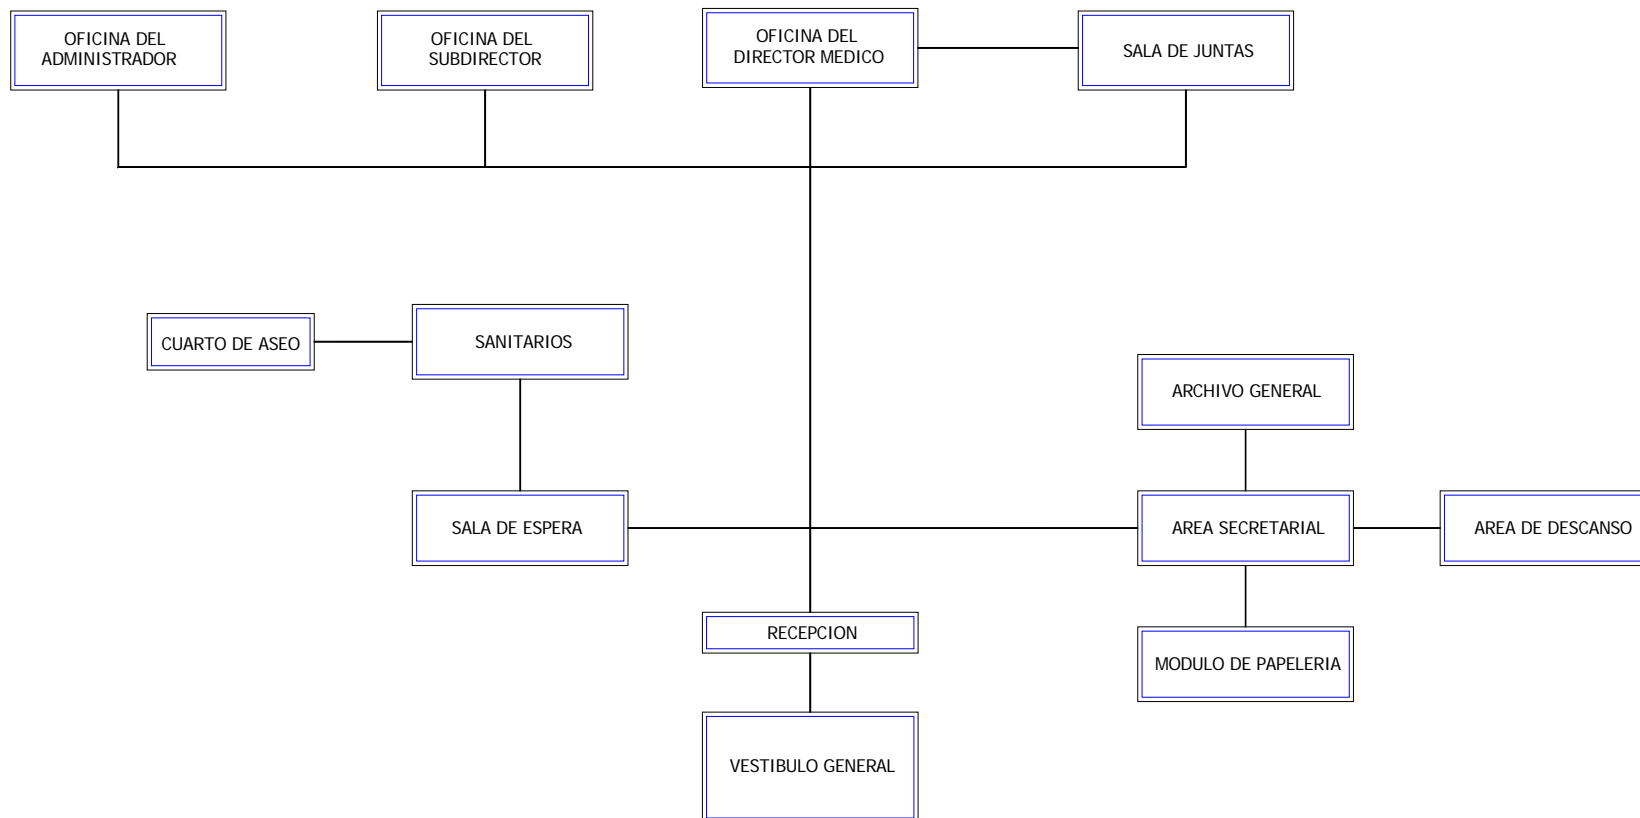 OFICINA DEL
ADMINISTRADOR
OFICINA DEL
SUBDIRECTOR
OFICINA DEL
DIRECTOR MEDICO
SALA DE JUNTAS
CUARTO DE ASEO
SANITARIOS
ARCHIVO GENERAL
SALA DE ESPERA
AREA SECRETARIAL
AREA DE DESCANSO
RECEPCION
MODULO DE PAPELERIA
VESTIBULO GENERAL